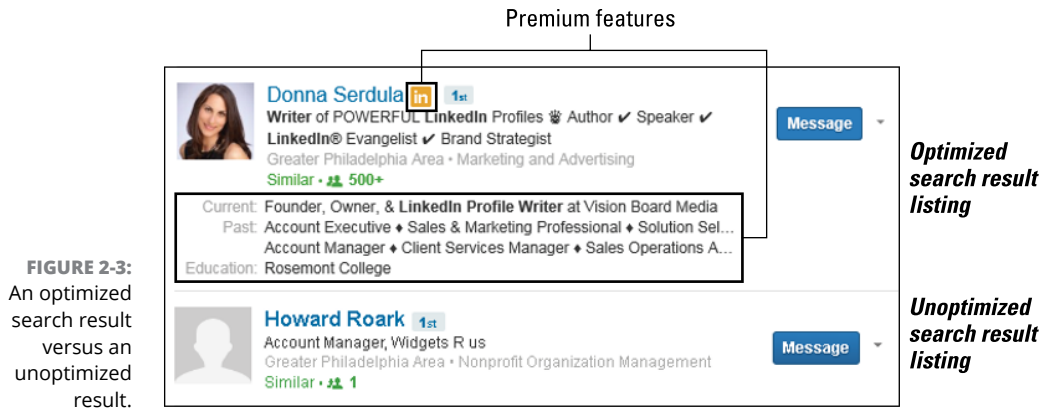 Premium features
Donna Serdula in 1st
Writer of POWERFUL LinkedIn Profiles ♛ Author ✔ Speaker ✔
LinkedIn® Evangelist ✔ Brand Strategist
Greater Philadelphia Area • Marketing and Advertising
Similar • 500+
Message
Current: Founder, Owner, & LinkedIn Profile Writer at Vision Board Media
Past: Account Executive ♦ Sales & Marketing Professional ♦ Solution Sel...
Account Manager ♦ Client Services Manager ♦ Sales Operations A...
Education: Rosemont College
Optimized
search result
listing
Howard Roark 1st
Account Manager, Widgets R us
Greater Philadelphia Area • Nonprofit Organization Management
Similar • 1
Message
Unoptimized
search result
listing
FIGURE 2-3:
An optimized
search result
versus an
unoptimized
result.